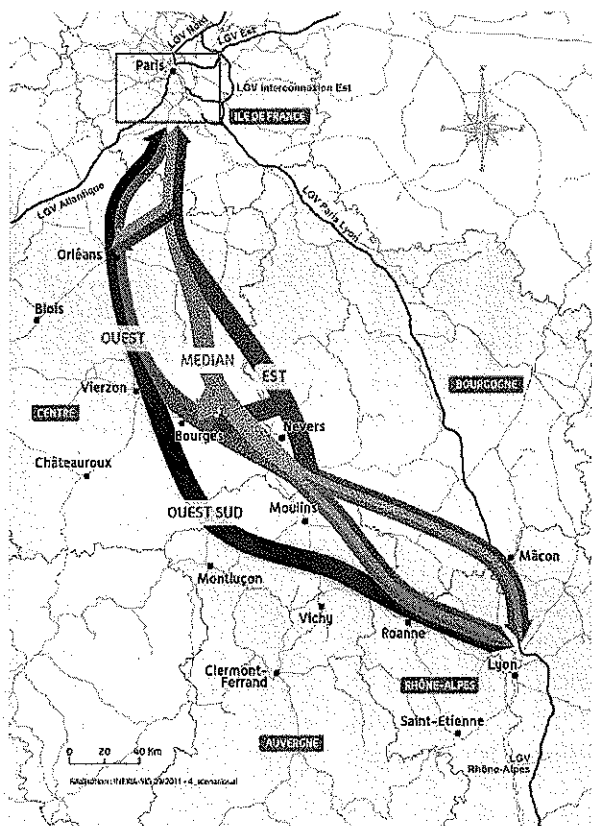 LGV Nord
LGV Est
Paris
LGV Interconnexion Est
ILE DE FRANCE
LGV Atlantique
LGV Paris Lyon
Orléans
Blois
OUEST
MEDIAN
EST
BOURGOGNE
Vierzon
CENTRE
Bourges
Nevers
Châteauroux
OUEST SUD
Moulins
Mâcon
Montluçon
Vichy
Roanne
Lyon
Clermont-
Ferrand
RHÔNE-ALPES
Saint-Etienne
AUVERGNE
LGV
Rhône-Alpes
0 20 40 Km